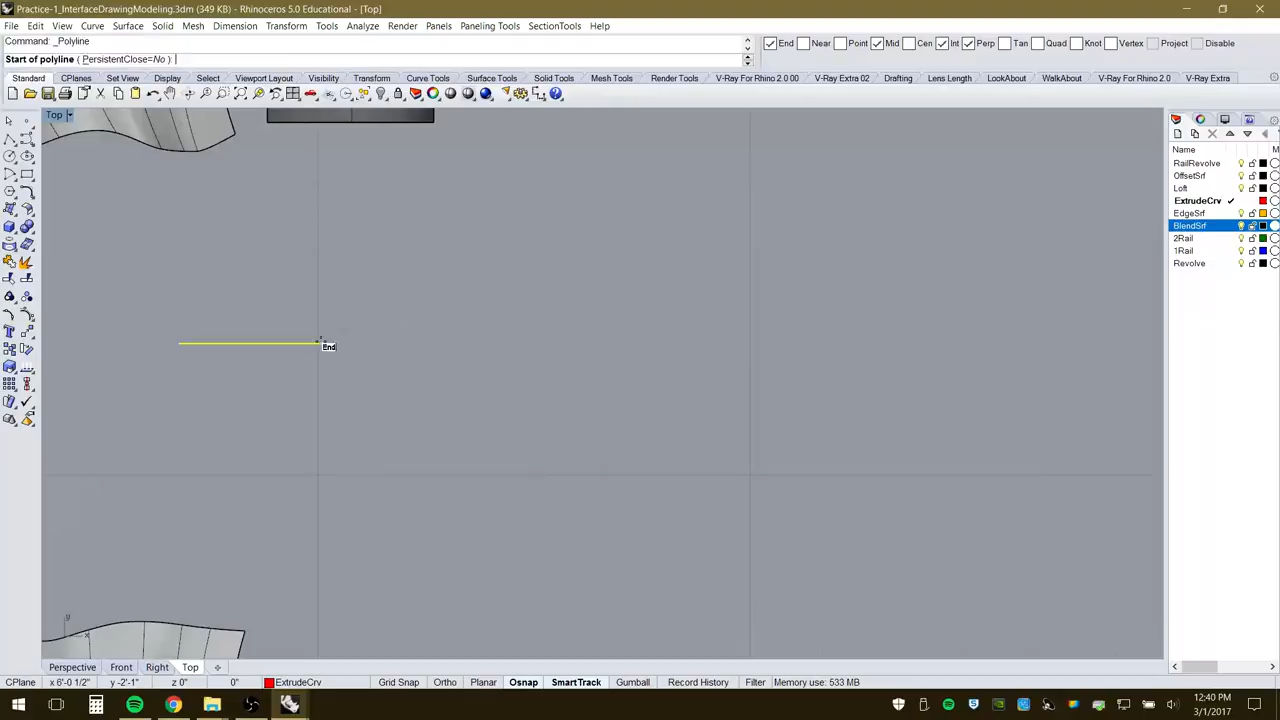 Practice-1_InterfaceDrawingModeling.3dm (349 KB) - Rhinoceros 5.0 Educational - [Top]
File Edit View Curve Surface Solid Mesh Dimension Transform Tools Analyze Render Panels Paneling Tools SectionTools Help
Command: _Polyline
Start of polyline ( PersistentClose=No ):
End Near Point Mid Cen Int Perp Tan Quad Knot Vertex Project Disable
Standard CPlanes Set View Display Select Viewport Layout Visibility Transform Curve Tools Surface Tools Solid Tools Mesh Tools Render Tools V-Ray For Rhino 2.0 00 V-Ray Extra 02 Drafting Lens Length LookAbout WalkAbout V-Ray For Rhino 2.0 V-Ray Extra
Top
Name M
RailRevolve
OffsetSrf
Loft
ExtrudeCrv
EdgeSrf
BlendSrf
2Rail
1Rail
Revolve
End
y
x
Perspective Front Right Top
CPlane x 6'-0 1/2" y -2'-1" z 0" 0" ExtrudeCrv Grid Snap Ortho Planar Osnap SmartTrack Gumball Record History Filter Memory use: 533 MB
12:40 PM
3/1/2017